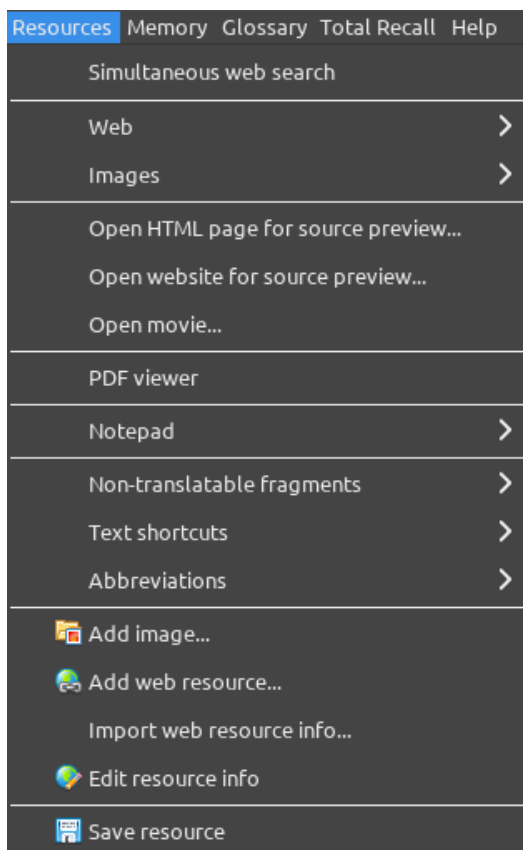 Resources Memory Glossary Total Recall Help
Simultaneous web search
Web
Images
Open HTML page for source preview...
Open website for source preview...
Open movie...
PDF viewer
Notepad
Non-translatable fragments
Text shortcuts
Abbreviations
Add image...
Add web resource...
Import web resource info...
Edit resource info
Save resource